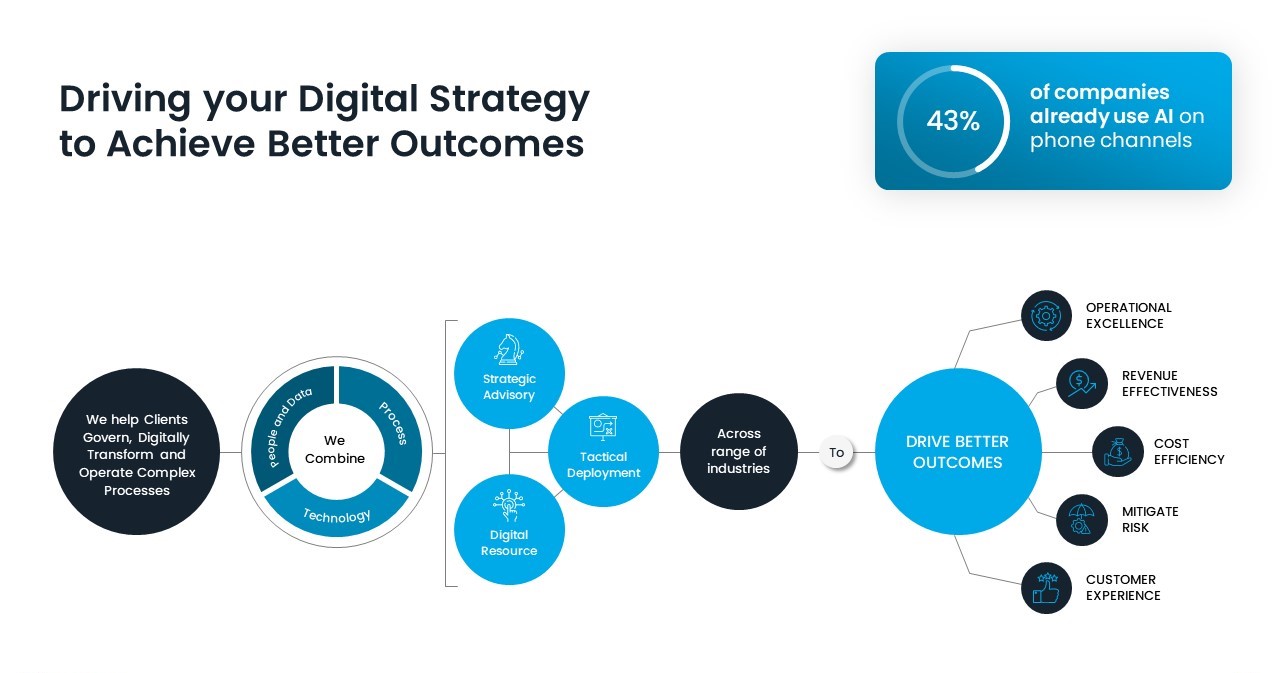 Driving your Digital Strategy
to Achieve Better Outcomes
43%
of companies
already use AI on
phone channels
We help Clients
Govern, Digitally
Transform and
Operate Complex
Processes
People and Data
Process
Technology
We
Combine
Strategic
Advisory
Tactical
Deployment
Digital
Resource
Across
range of
industries
To
DRIVE BETTER
OUTCOMES
OPERATIONAL
EXCELLENCE
REVENUE
EFFECTIVENESS
COST
EFFICIENCY
MITIGATE
RISK
CUSTOMER
EXPERIENCE